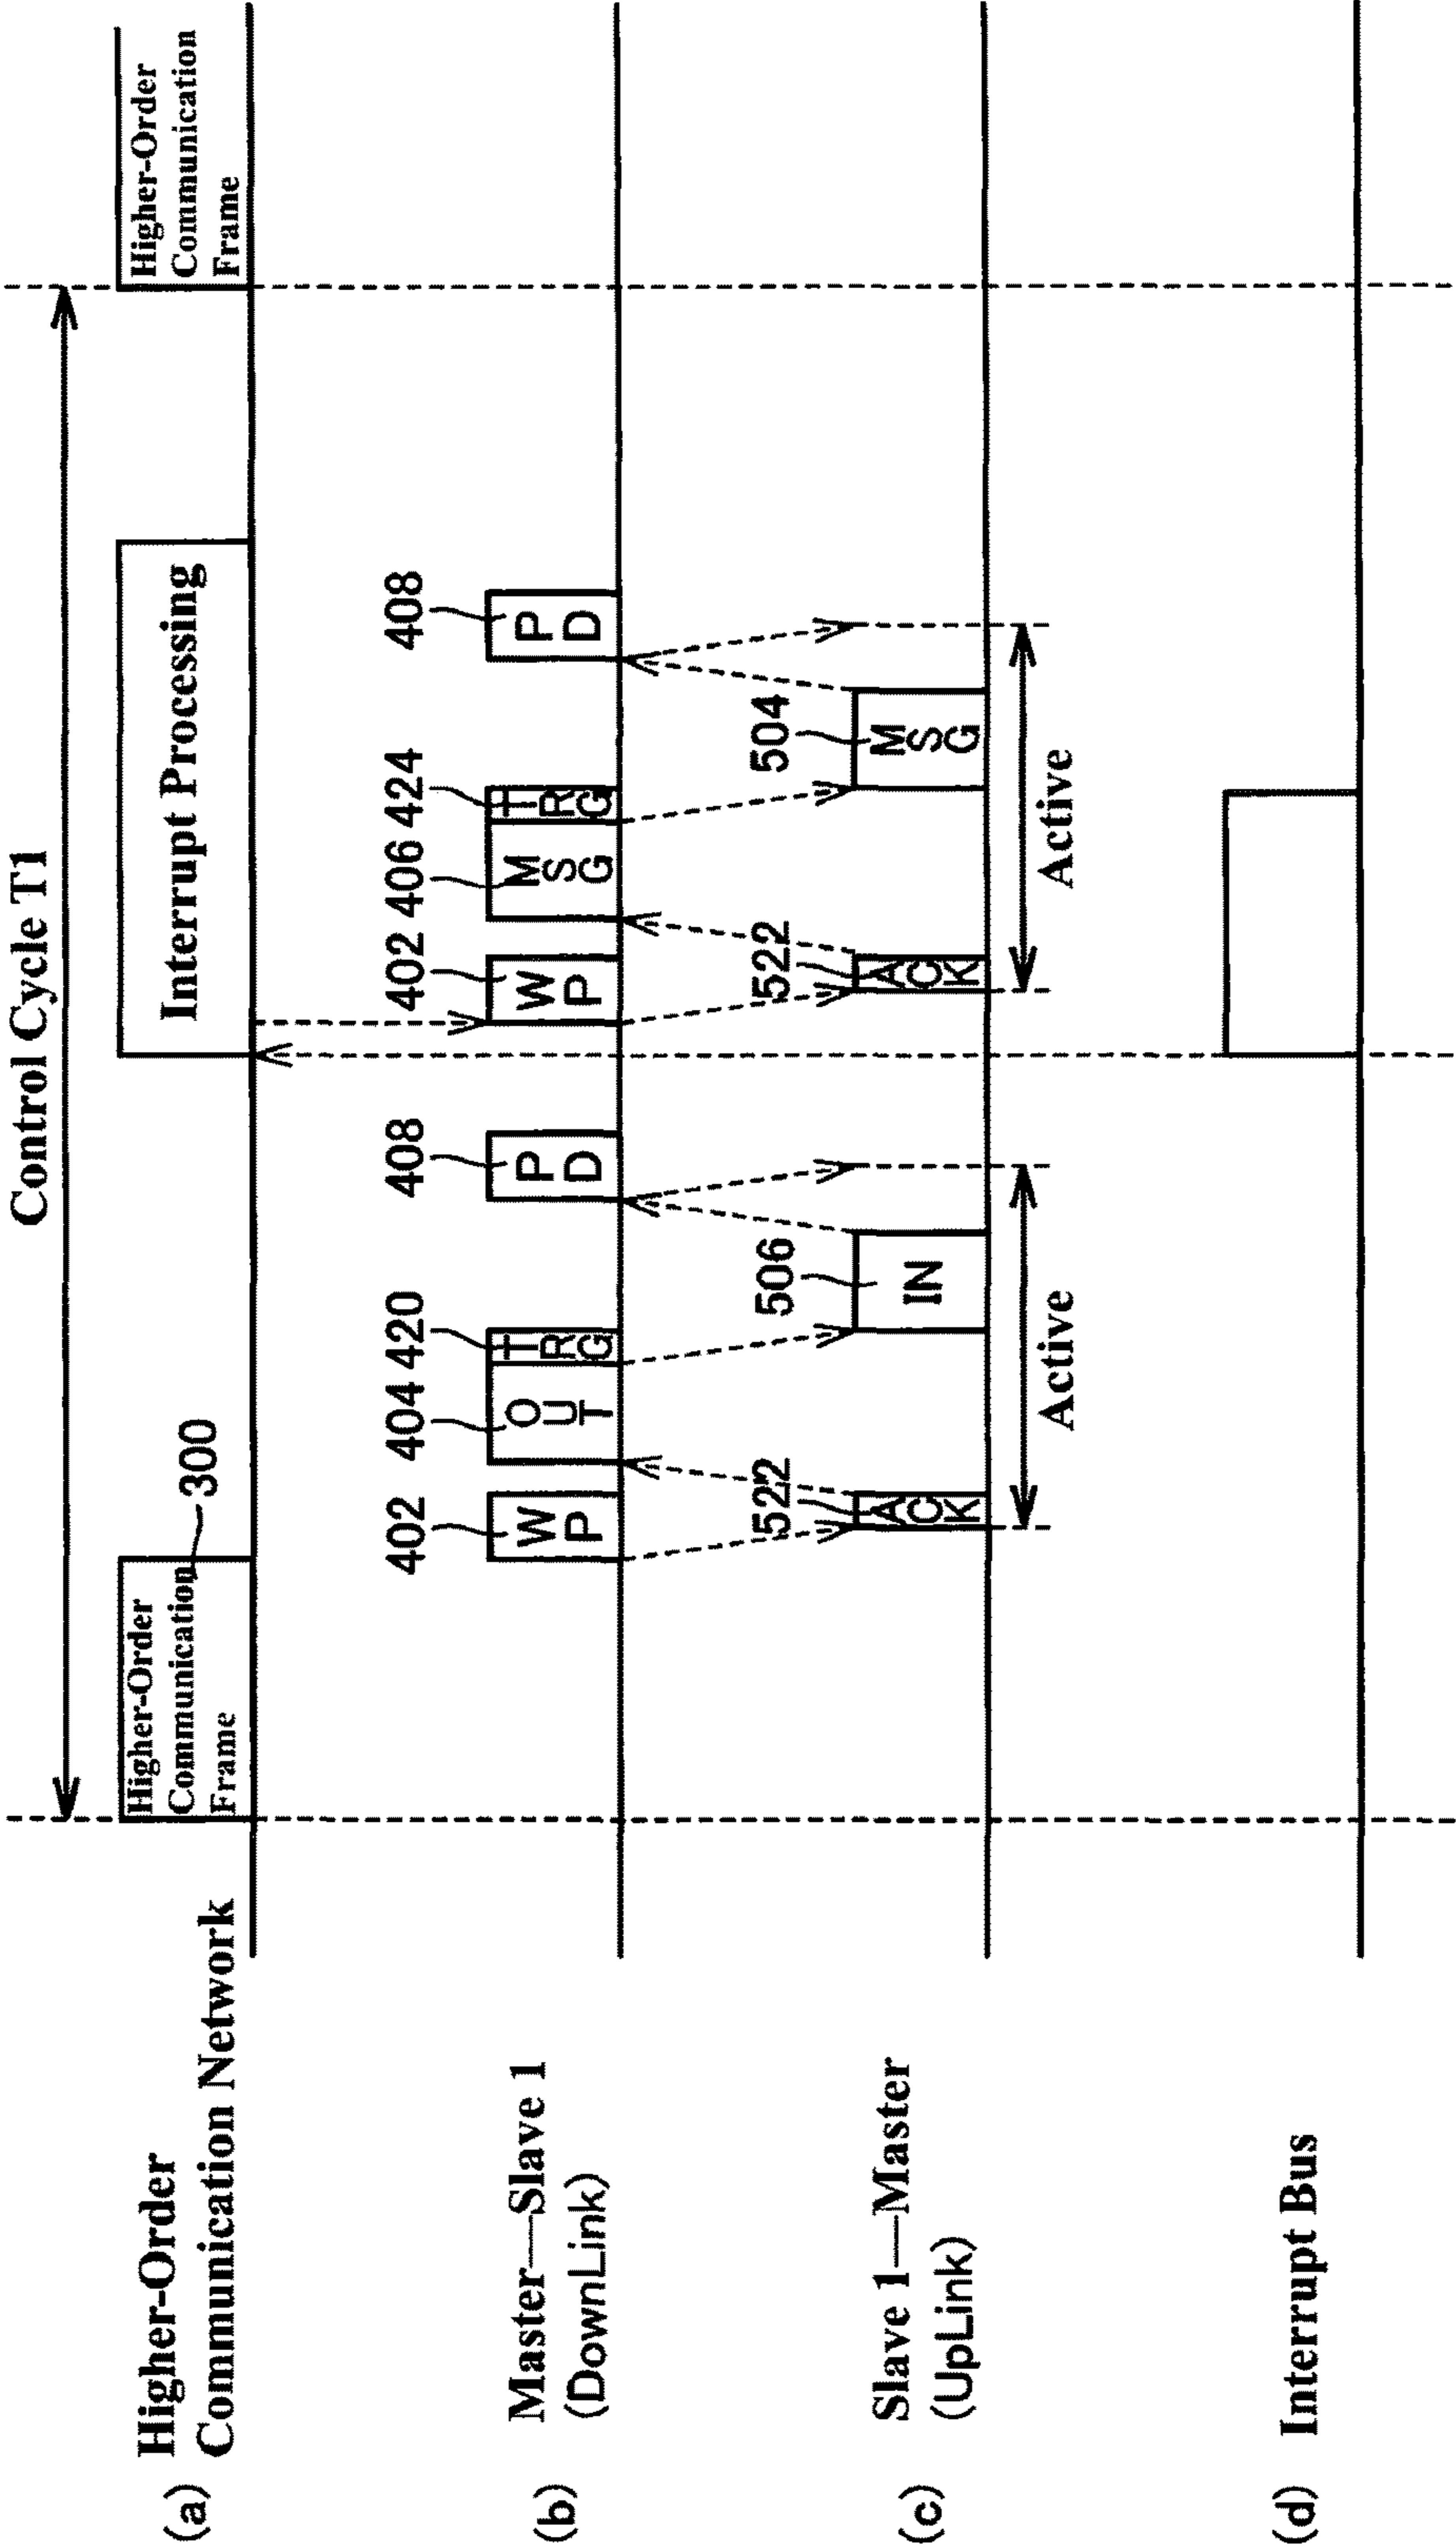 Control Cycle T1
(a) Higher-Order
Communication Network
Higher-Order
Communication
Frame
300
Interrupt Processing
Higher-Order
Communication
Frame
(b) Master—Slave 1
(DownLink)
402
WP
404
OUT
420
TRG
408
PD
402
WP
406
MSG
424
TRG
408
PD
(c) Slave 1—Master
(UpLink)
522
ACK
506
IN
522
ACK
504
MSG
Active
Active
(d) Interrupt Bus